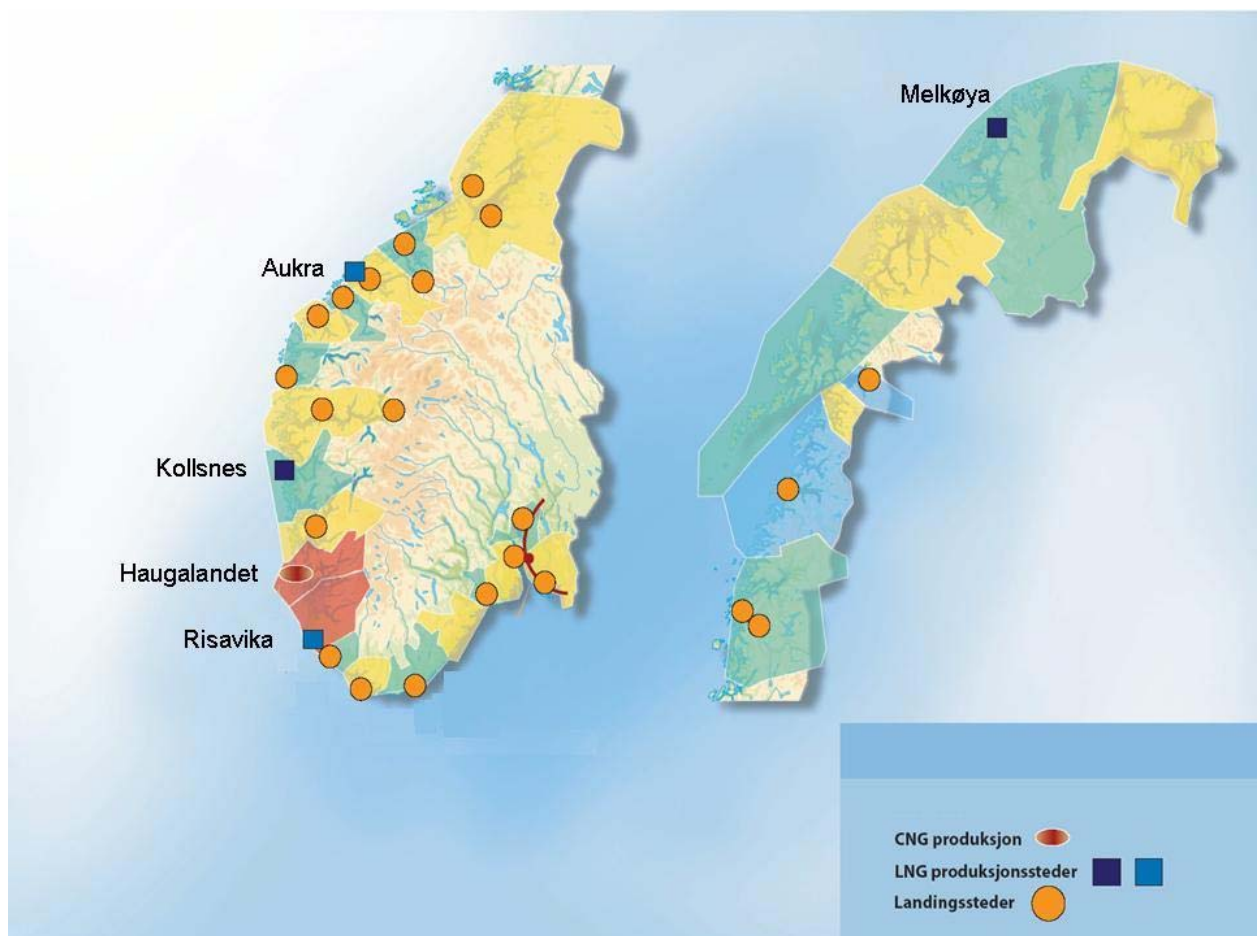 Melkøya
Aukra
Kollsnes
Haugalandet
Risavika
CNG produksjon
LNG produksjonssteder
Landingssteder